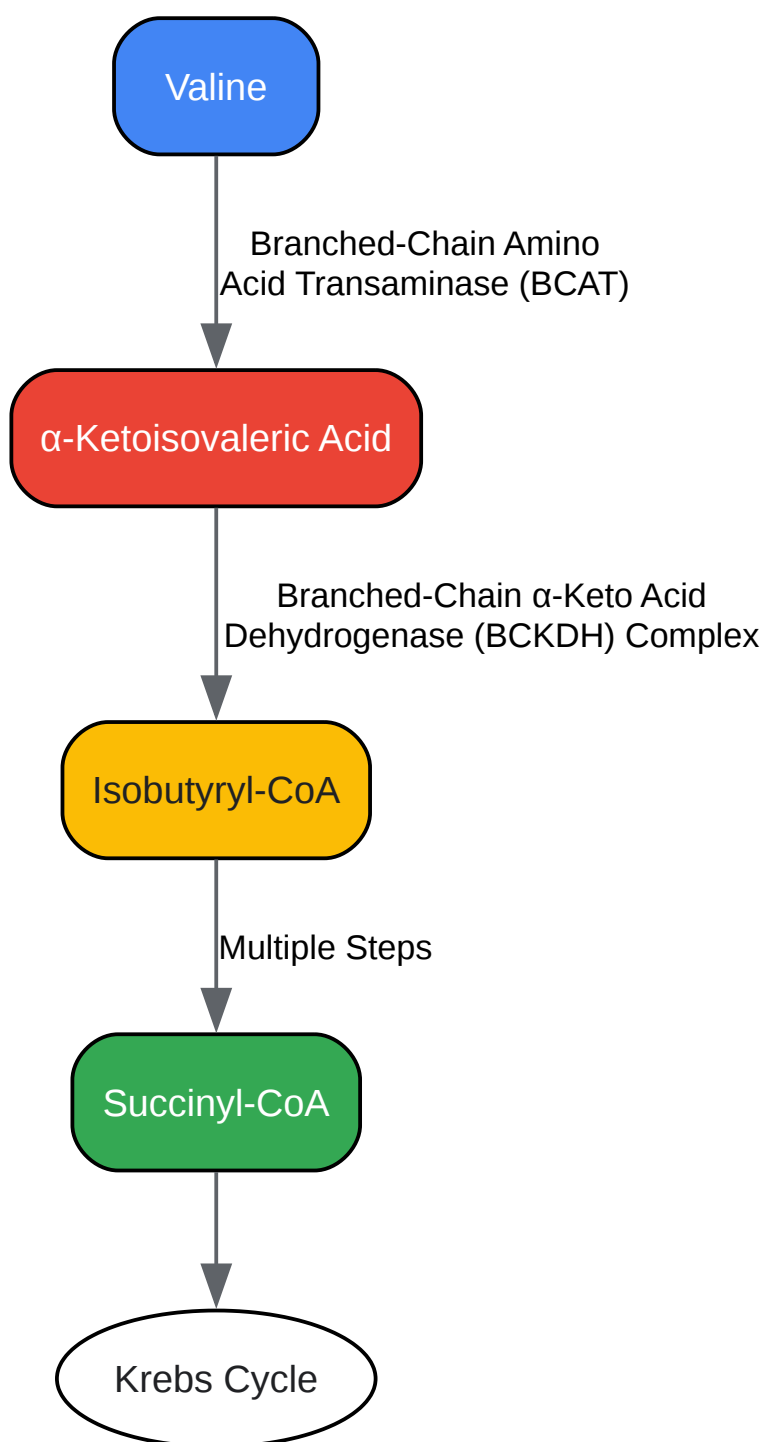 Valine
Branched-Chain Amino
Acid Transaminase (BCAT)
α-Ketoisovaleric Acid
Branched-Chain α-Keto Acid
Dehydrogenase (BCKDH) Complex
Isobutyryl-CoA
Multiple Steps
Succinyl-CoA
Krebs Cycle